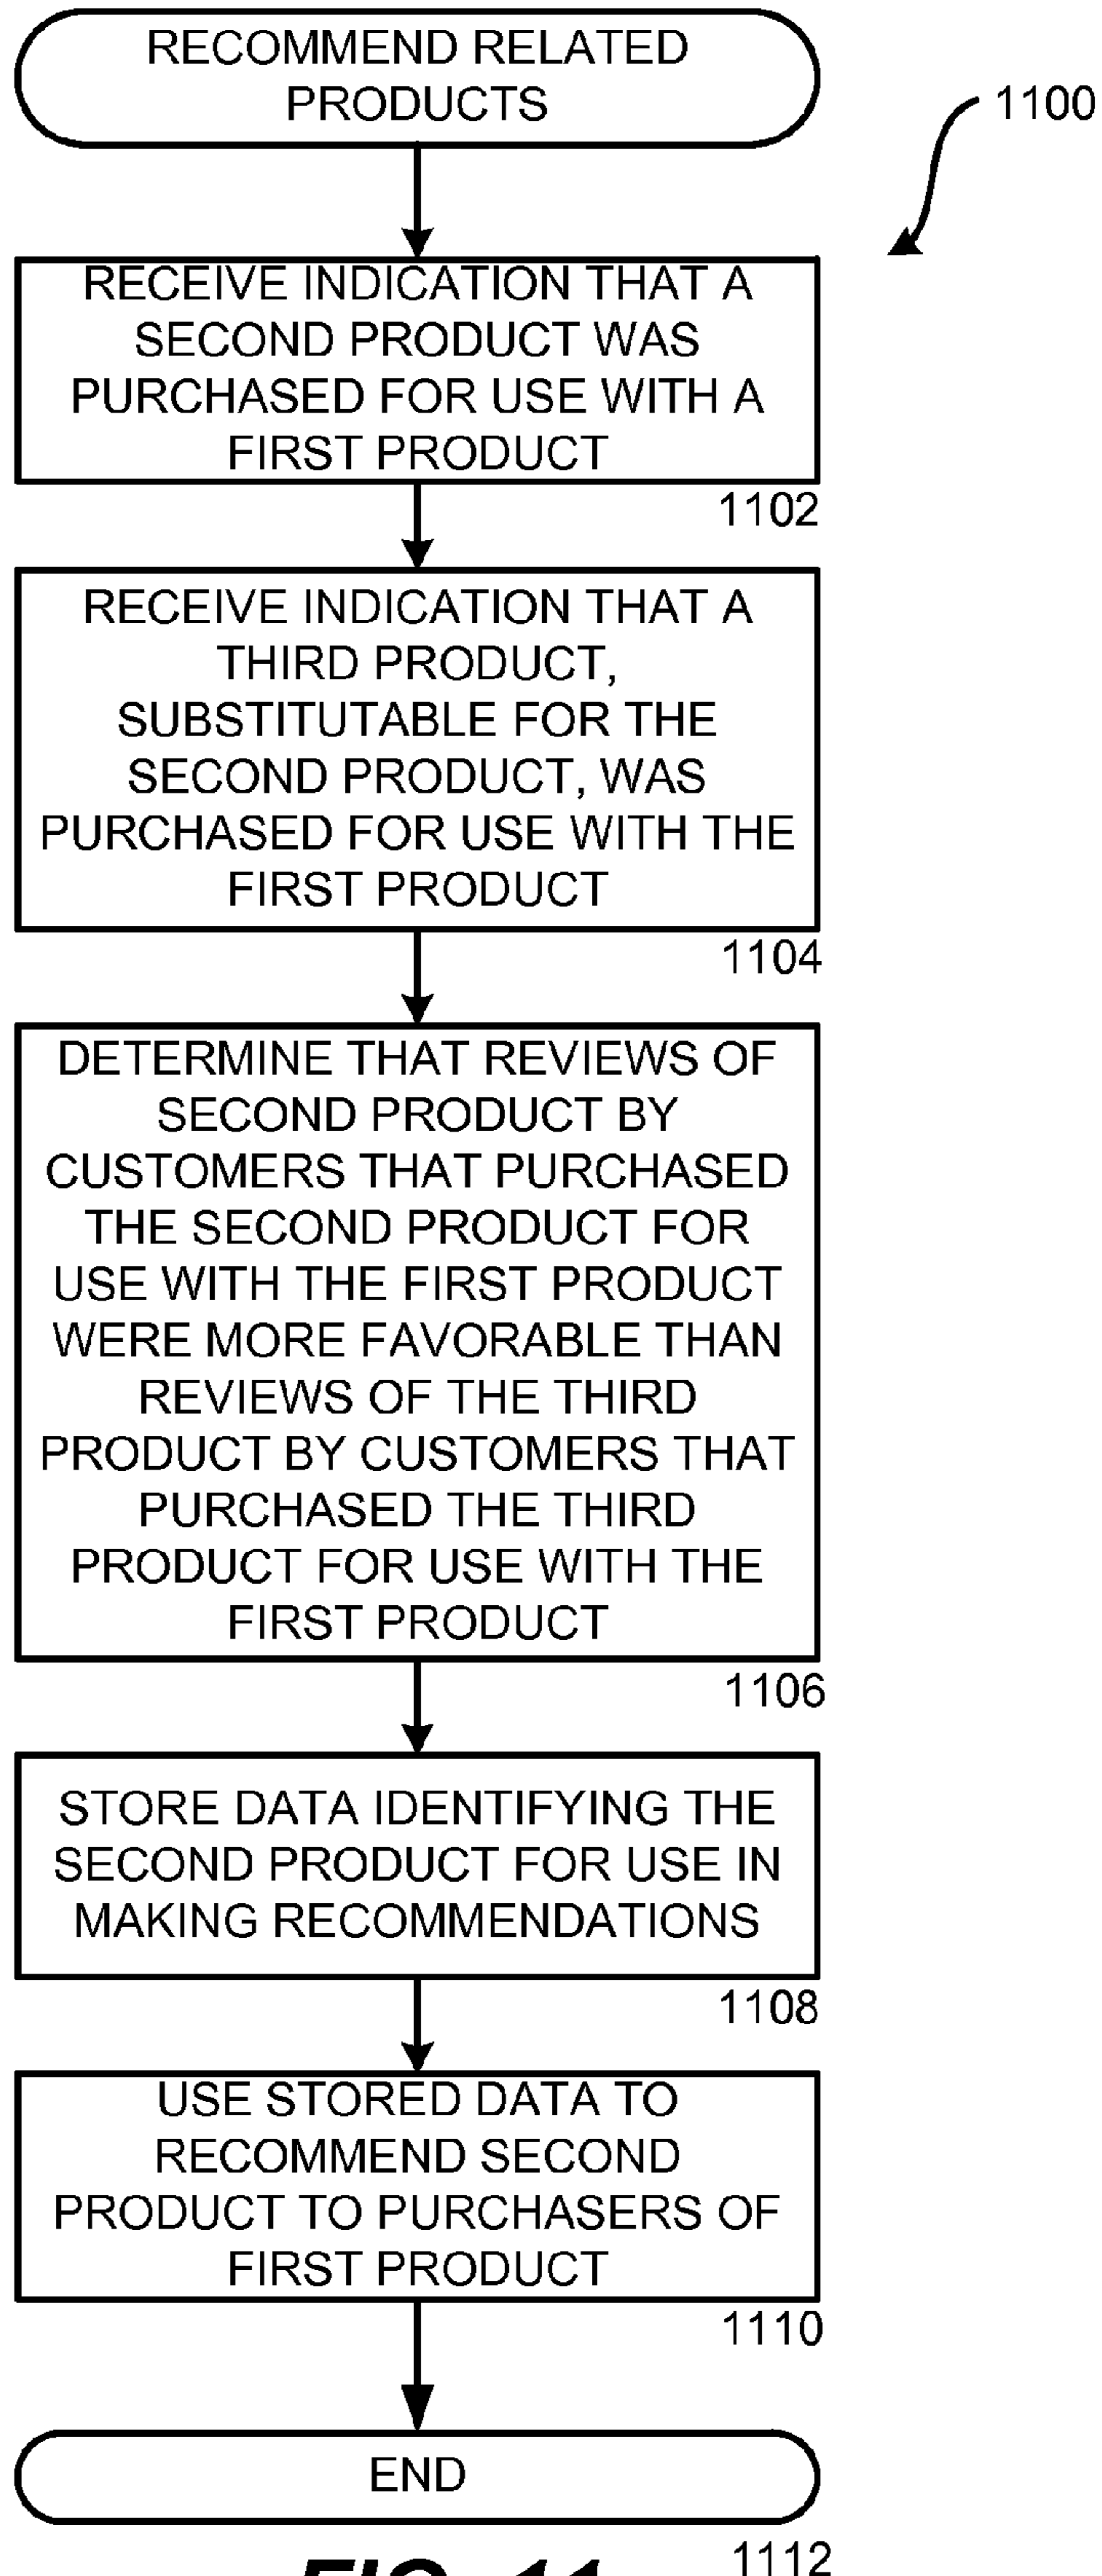 RECOMMEND RELATED
PRODUCTS
1100
RECEIVE INDICATION THAT A
SECOND PRODUCT WAS
PURCHASED FOR USE WITH A
FIRST PRODUCT
1102
RECEIVE INDICATION THAT A
THIRD PRODUCT,
SUBSTITUTABLE FOR THE
SECOND PRODUCT, WAS
PURCHASED FOR USE WITH THE
FIRST PRODUCT
1104
DETERMINE THAT REVIEWS OF
SECOND PRODUCT BY
CUSTOMERS THAT PURCHASED
THE SECOND PRODUCT FOR
USE WITH THE FIRST PRODUCT
WERE MORE FAVORABLE THAN
REVIEWS OF THE THIRD
PRODUCT BY CUSTOMERS THAT
PURCHASED THE THIRD
PRODUCT FOR USE WITH THE
FIRST PRODUCT
1106
STORE DATA IDENTIFYING THE
SECOND PRODUCT FOR USE IN
MAKING RECOMMENDATIONS
1108
USE STORED DATA TO
RECOMMEND SECOND
PRODUCT TO PURCHASERS OF
FIRST PRODUCT
1110
END
1112
FIG. 11